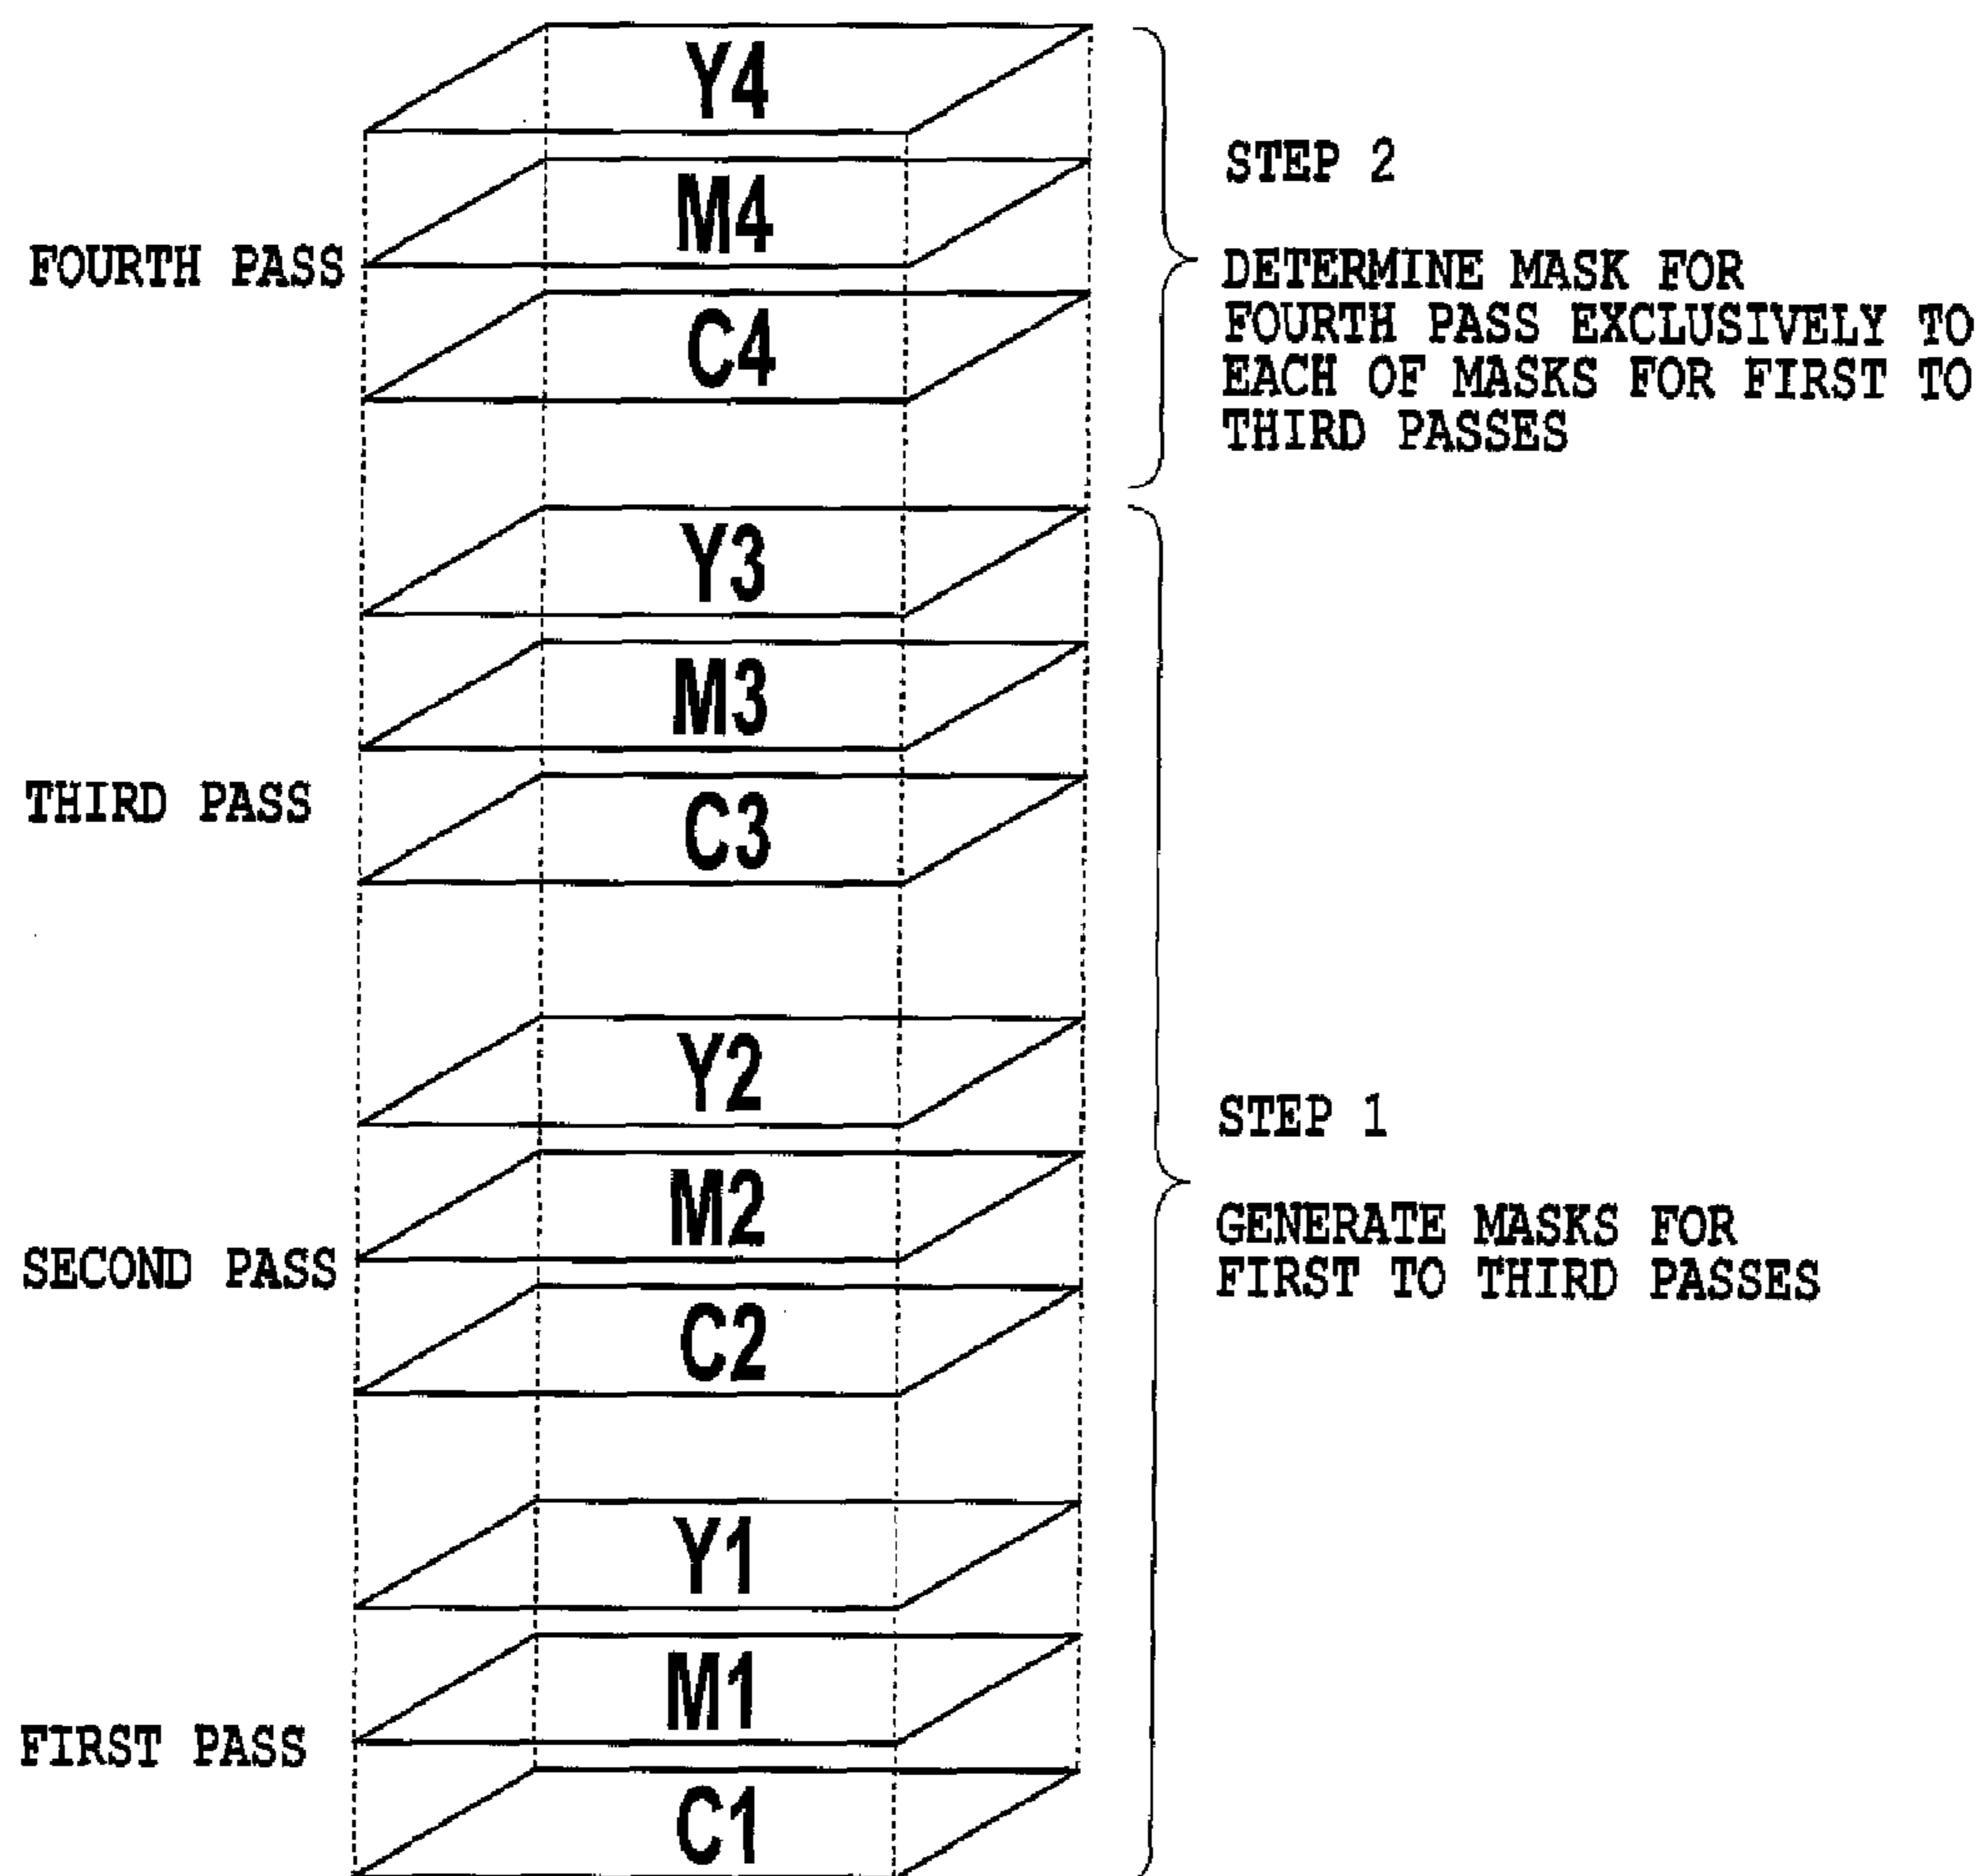 Y4
STEP 2
M4
FOURTH PASS
DETERMINE MASK FOR
FOURTH PASS EXCLUSIVELY TO
EACH OF MASKS FOR FIRST TO
THIRD PASSES
C4
Y3
M3
THIRD PASS
C3
Y2
STEP 1
M2
SECOND PASS
GENERATE MASKS FOR
FIRST TO THIRD PASSES
C2
Y1
M1
FIRST PASS
C1